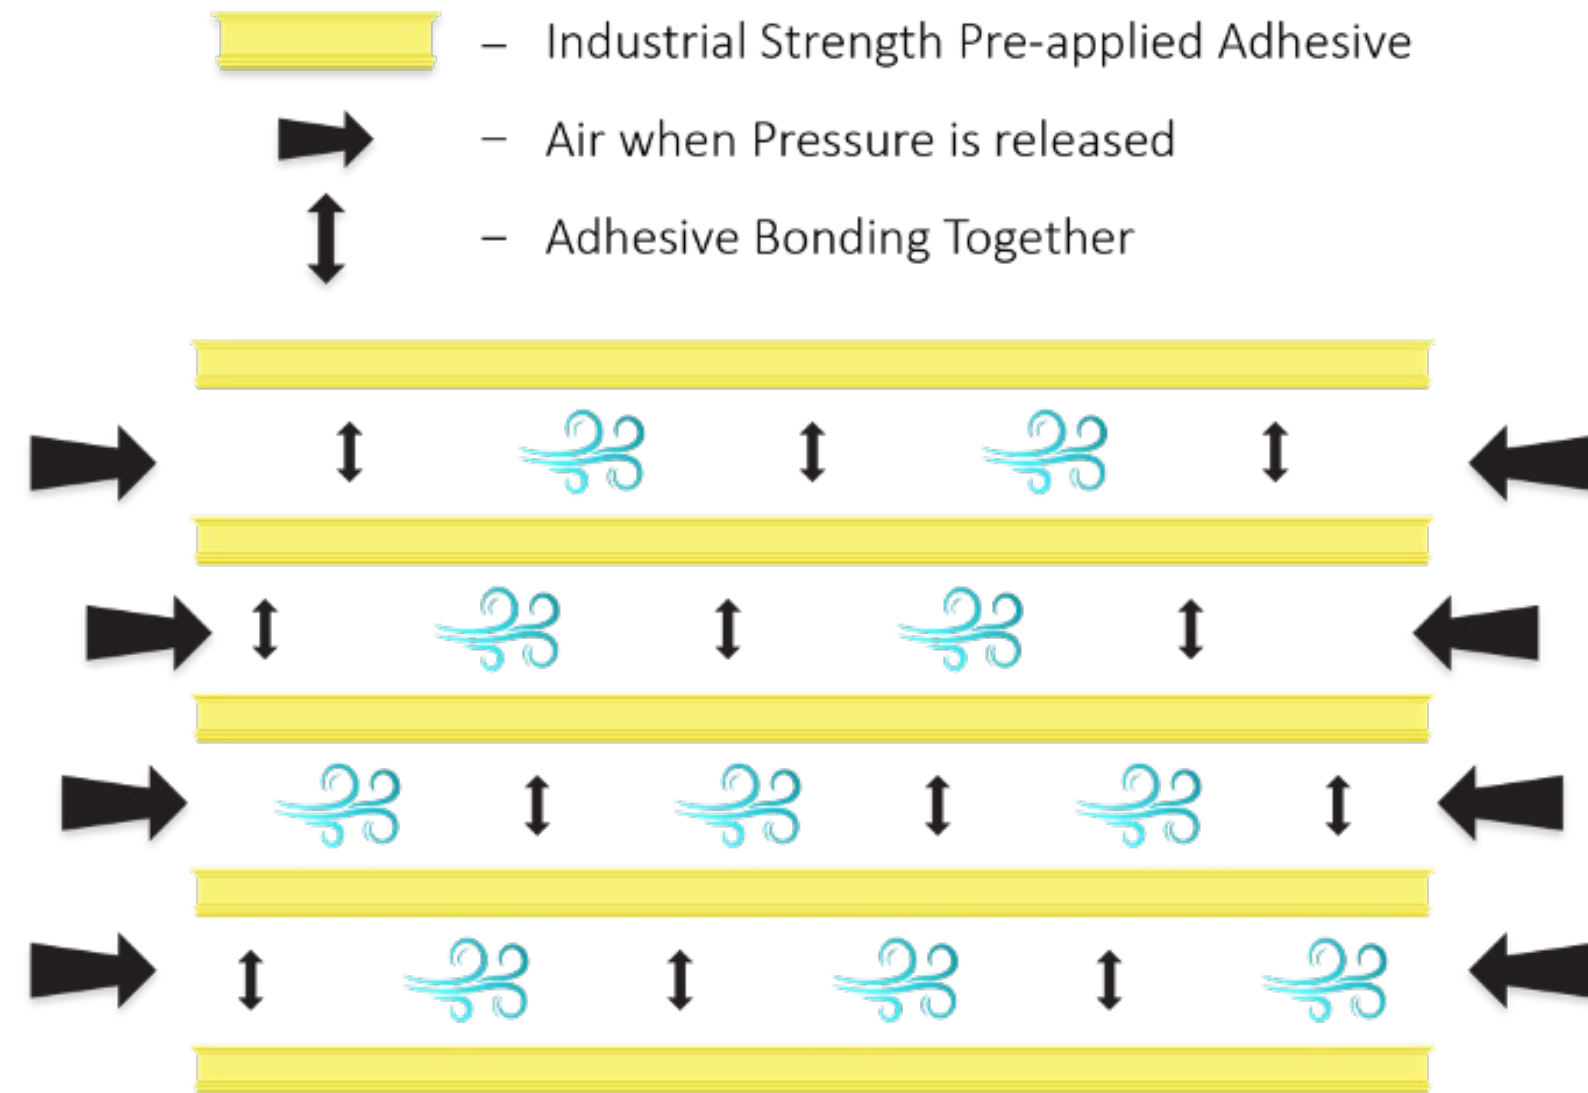 – Industrial Strength Pre-applied Adhesive
– Air when Pressure is released
– Adhesive Bonding Together